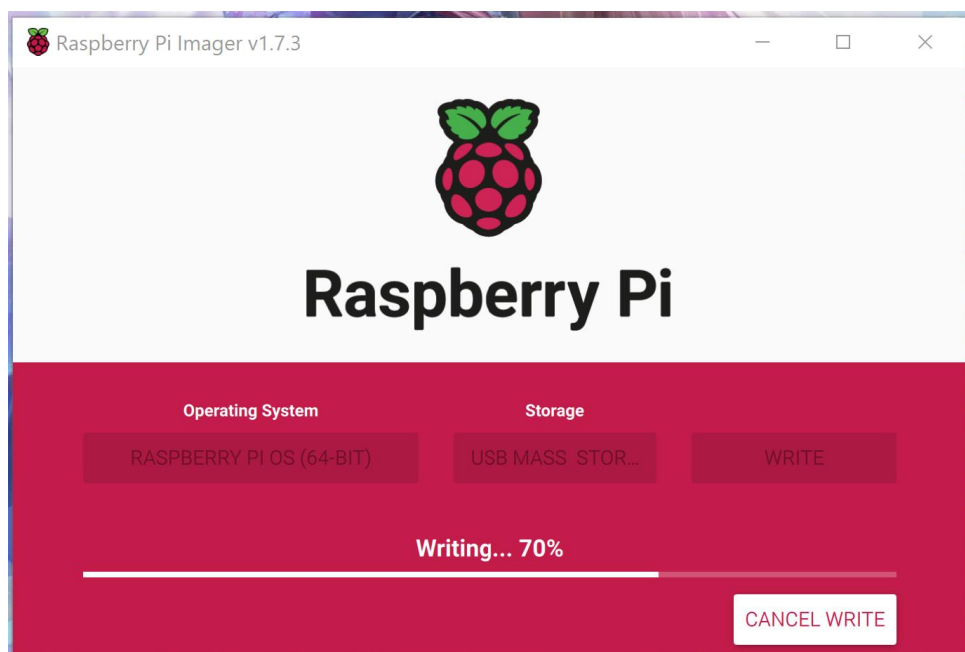 Raspberry Pi Imager v1.7.3
Raspberry Pi
Operating System Storage
RASPBERRY PI OS (64-BIT) USB MASS STOR... WRITE
Writing... 70%
CANCEL WRITE